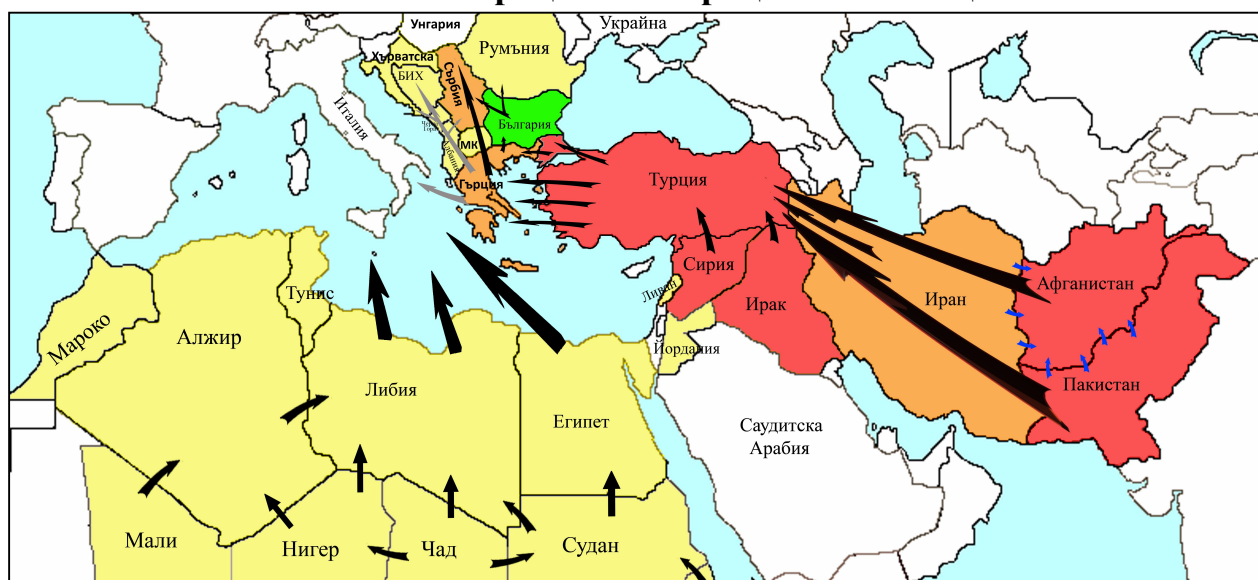 Унгария
Украйна
Румъния
Хърватска
БИХ
Сърбия
Италия
България
МК
Албания
Гърция
Турция
Сирия
Ливан
Ирак
Йордания
Иран
Афганистан
Пакистан
Саудитска
Арабия
Мароко
Алжир
Тунис
Либия
Египет
Мали
Нигер
Чад
Судан